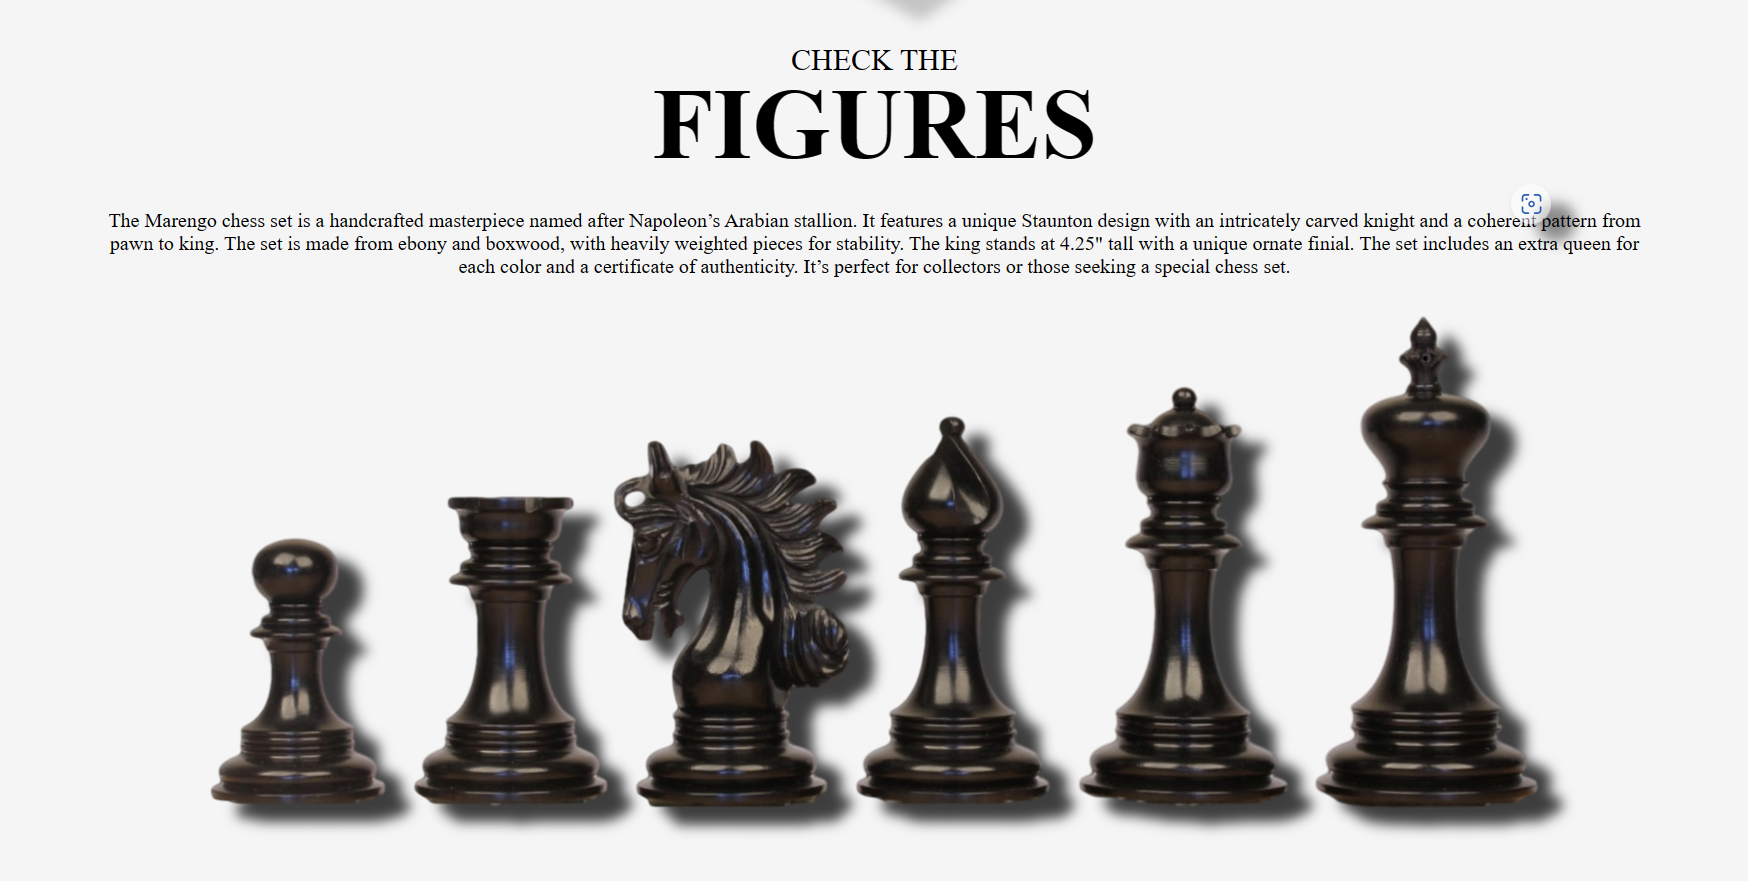 CHECK THE
FIGURES
The Marengo chess set is a handcrafted masterpiece named after Napoleon’s Arabian stallion. It features a unique Staunton design with an intricately carved knight and a coherent pattern from
pawn to king. The set is made from ebony and boxwood, with heavily weighted pieces for stability. The king stands at 4.25" tall with a unique ornate finial. The set includes an extra queen for
each color and a certificate of authenticity. It’s perfect for collectors or those seeking a special chess set.